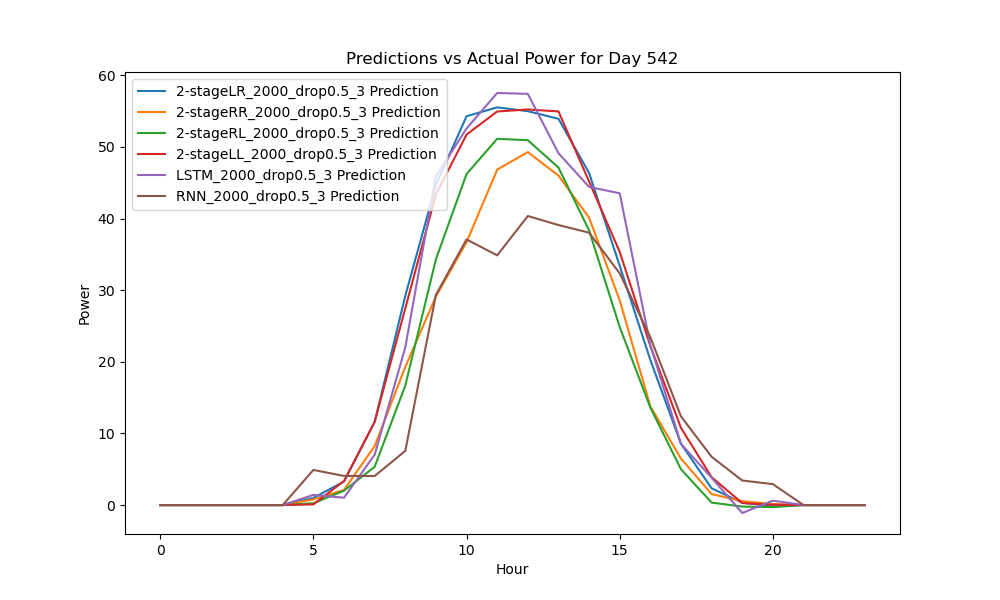 Predictions vs Actual Power for Day 542
60
50
40
30
20
10
0
Power
2-stageLR_2000_drop0.5_3 Prediction
2-stageRR_2000_drop0.5_3 Prediction
2-stageRL_2000_drop0.5_3 Prediction
2-stageLL_2000_drop0.5_3 Prediction
LSTM_2000_drop0.5_3 Prediction
RNN_2000_drop0.5_3 Prediction
0 5 10 15 20
Hour